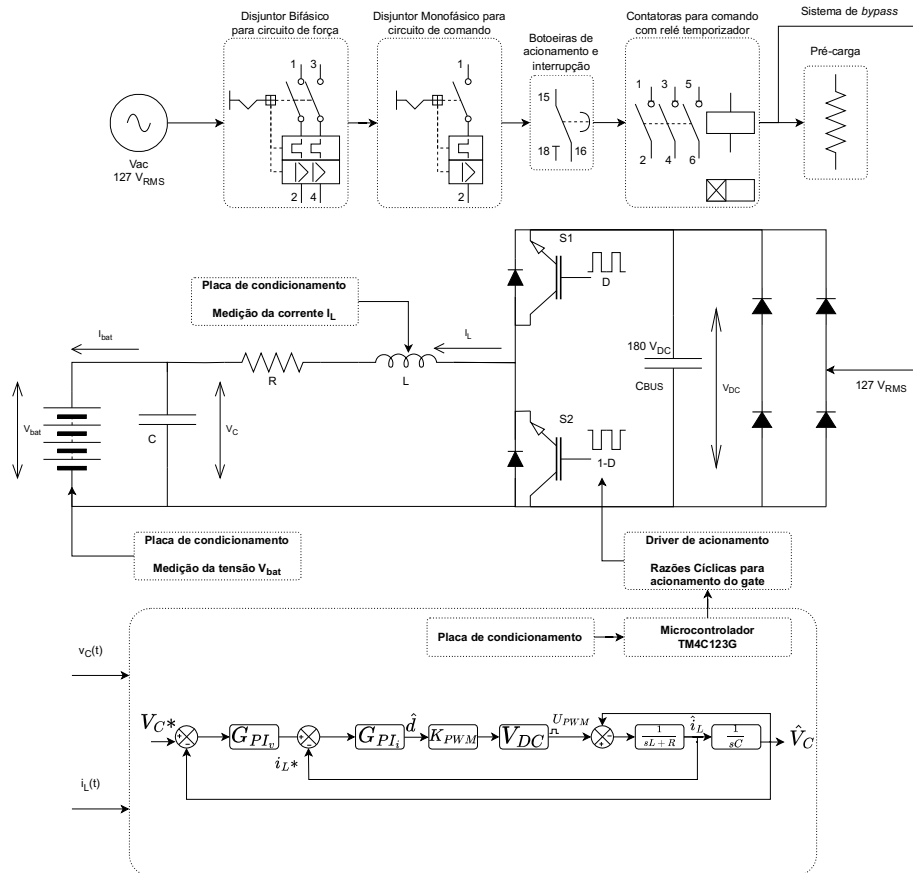 Disjuntor Bifásico
para circuito de força
Disjuntor Monofásico para
circuito de comando
Botoeiras de
acionamento e
interrupção
Contatoras para comando
com relé temporizador
Sistema de bypass
Pré-carga
1 3
2 4
1
2
15
18 16
1 3 5
2 4 6
Vac
127 VRMS
S1
D
Placa de condicionamento
Medição da corrente IL
Ibat
IL
R
L
180 VDC
CBUS
VDC
127 VRMS
Vbat
C
VC
S2
1-D
Placa de condicionamento
Medição da tensão Vbat
Driver de acionamento
Razões Cíclicas para
acionamento do gate
Placa de condicionamento
Microcontrolador
TM4C123G
vC(t)
iL(t)
VC*
GPIv
iL*
GPIi
d̂
KPWM
VDC
UPWM
1/(sL+R)
îL
1/(sC)
V̂C